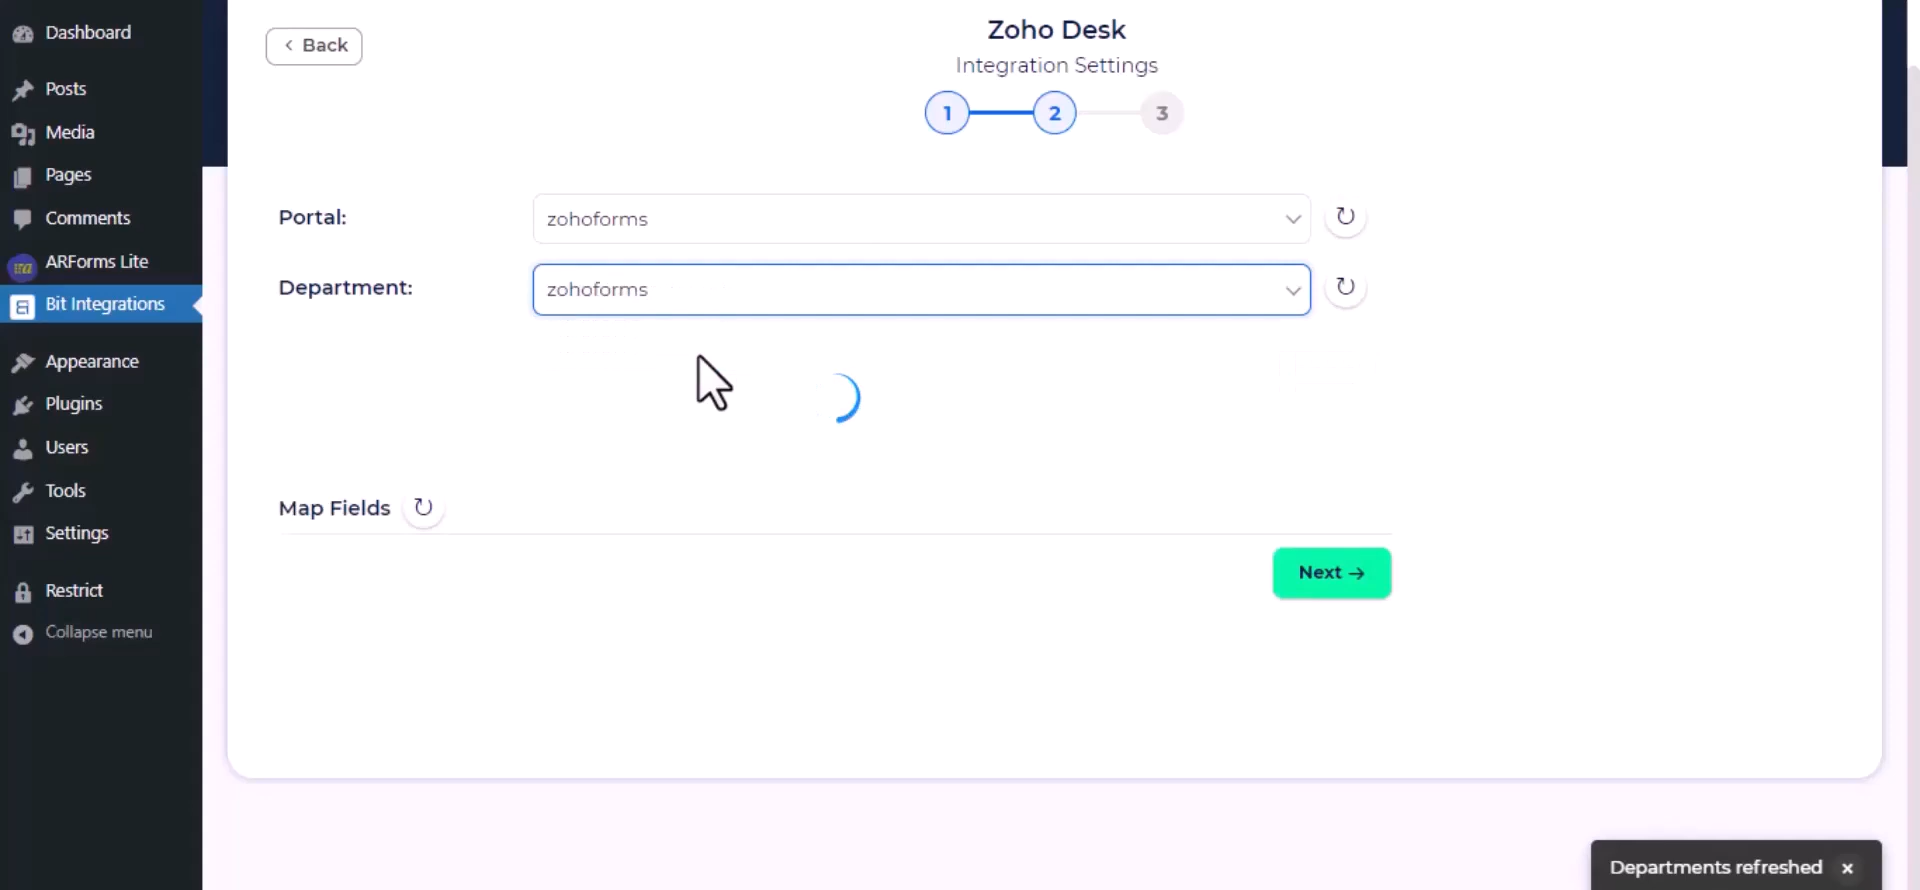 Dashboard
Posts
Media
Pages
Comments
ARForms Lite
Bit Integrations
Appearance
Plugins
Users
Tools
Settings
Restrict
Collapse menu
Back
Zoho Desk
Integration Settings
1
2
3
Portal:
zohoforms
Department:
zohoforms
Map Fields
Next →
Departments refreshed ×